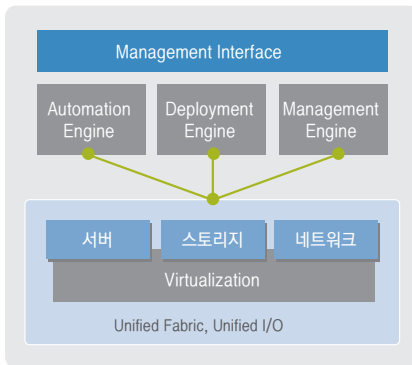 Management Interface
Automation Deployment Management
Engine Engine Engine
서버 스토리지 네트워크
Virtualization
Unified Fabric, Unified I/O